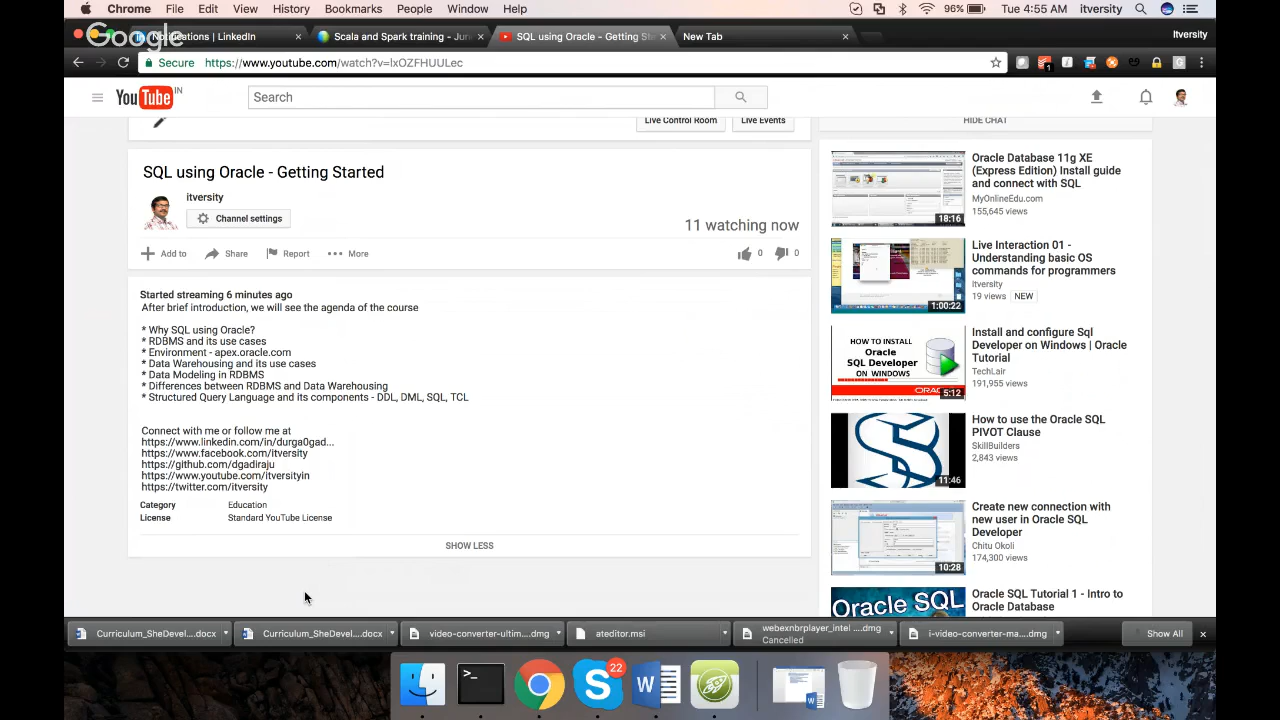 Chrome File Edit View History Bookmarks People Window Help 96% Tue 4:55 AM itversity
Google
Notifications | LinkedIn
Scala and Spark training - June
SQL using Oracle - Getting Sta
New Tab
Itversity
Secure https://www.youtube.com/watch?v=lxOZFHUULec
1
YouTube IN
Search
Live Control Room Live Events
HIDE CHAT
SQL using Oracle - Getting Started
itversity
Channel settings
11 watching now
Add to Share Report More 0 0
Started streaming 6 minutes ago
After brief introduction, we will see the agenda of the course
* Why SQL using Oracle?
* RDBMS and its use cases
* Environment - apex.oracle.com
* Data Warehousing and its use cases
* Data Modeling in RDBMS
* Differences between RDBMS and Data Warehousing
* Structured Query Language and its components - DDL, DML, SQL, TCL
Connect with me or follow me at
https://www.linkedin.com/in/durga0gad...
https://www.facebook.com/itversity
https://github.com/dgadiraju
https://www.youtube.com/itversityin
https://twitter.com/itversity
Category Education
License Standard YouTube License
SHOW LESS
Oracle Database 11g XE
(Express Edition) Install guide
and connect with SQL
MyOnlineEdu.com
155,645 views
18:16
Live Interaction 01 -
Understanding basic OS
commands for programmers
Itversity
19 views NEW
1:00:22
Install and configure Sql
Developer on Windows | Oracle
Tutorial
TechLair
191,955 views
HOW TO INSTALL
Oracle
SQL Developer
ON WINDOWS
5:12
How to use the Oracle SQL
PIVOT Clause
SkillBuilders
2,843 views
11:46
Create new connection with
new user in Oracle SQL
Developer
Chitu Okoli
174,300 views
10:28
Oracle SQL Tutorial 1 - Intro to
Oracle Database
Oracle SQL
Curriculum_SheDevel....docx
Curriculum_SheDevel....docx
video-converter-ultim....dmg
ateditor.msi
webexnbrplayer_intel ....dmg
Cancelled
i-video-converter-ma....dmg
Show All
22